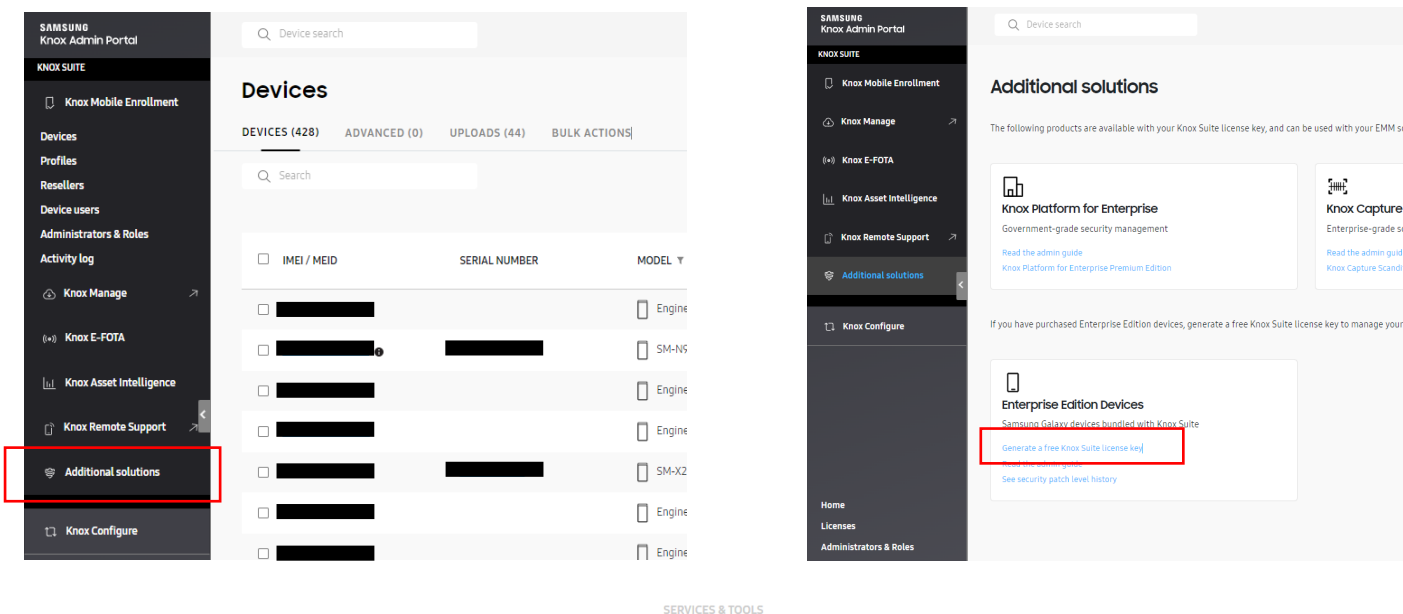 SAMSUNG
Knox Admin Portal
KNOX SUITE
Knox Mobile Enrollment
Devices
Profiles
Resellers
Device users
Administrators & Roles
Activity log
Knox Manage
Knox E-FOTA
Knox Asset Intelligence
Knox Remote Support
Additional solutions
Knox Configure
Device search
Devices
DEVICES (428) ADVANCED (0) UPLOADS (44) BULK ACTIONS
Search
IMEI / MEID SERIAL NUMBER MODEL
Engine
SM-N9
Engine
Engine
SM-X2
Engine
Engine
SAMSUNG
Knox Admin Portal
KNOX SUITE
Knox Mobile Enrollment
Knox Manage
Knox E-FOTA
Knox Asset Intelligence
Knox Remote Support
Additional solutions
Knox Configure
Home
Licenses
Administrators & Roles
Device search
Additional solutions
The following products are available with your Knox Suite license key, and can be used with your EMM s
Knox Platform for Enterprise
Government-grade security management
Read the admin guide
Knox Platform for Enterprise Premium Edition
Knox Capture
Enterprise-grade s
Read the admin guid
Knox Capture Scandi
If you have purchased Enterprise Edition devices, generate a free Knox Suite license key to manage your
Enterprise Edition Devices
Samsung Galaxy devices bundled with Knox Suite
Generate a free Knox Suite license key
Read the admin guide
See security patch level history
SERVICES & TOOLS